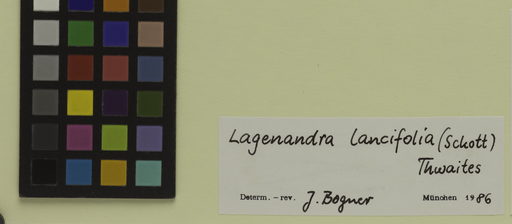 Lagenandra lancifolia (Schott)
Thwaites
Determ. – rev. J. Bogner München 1986